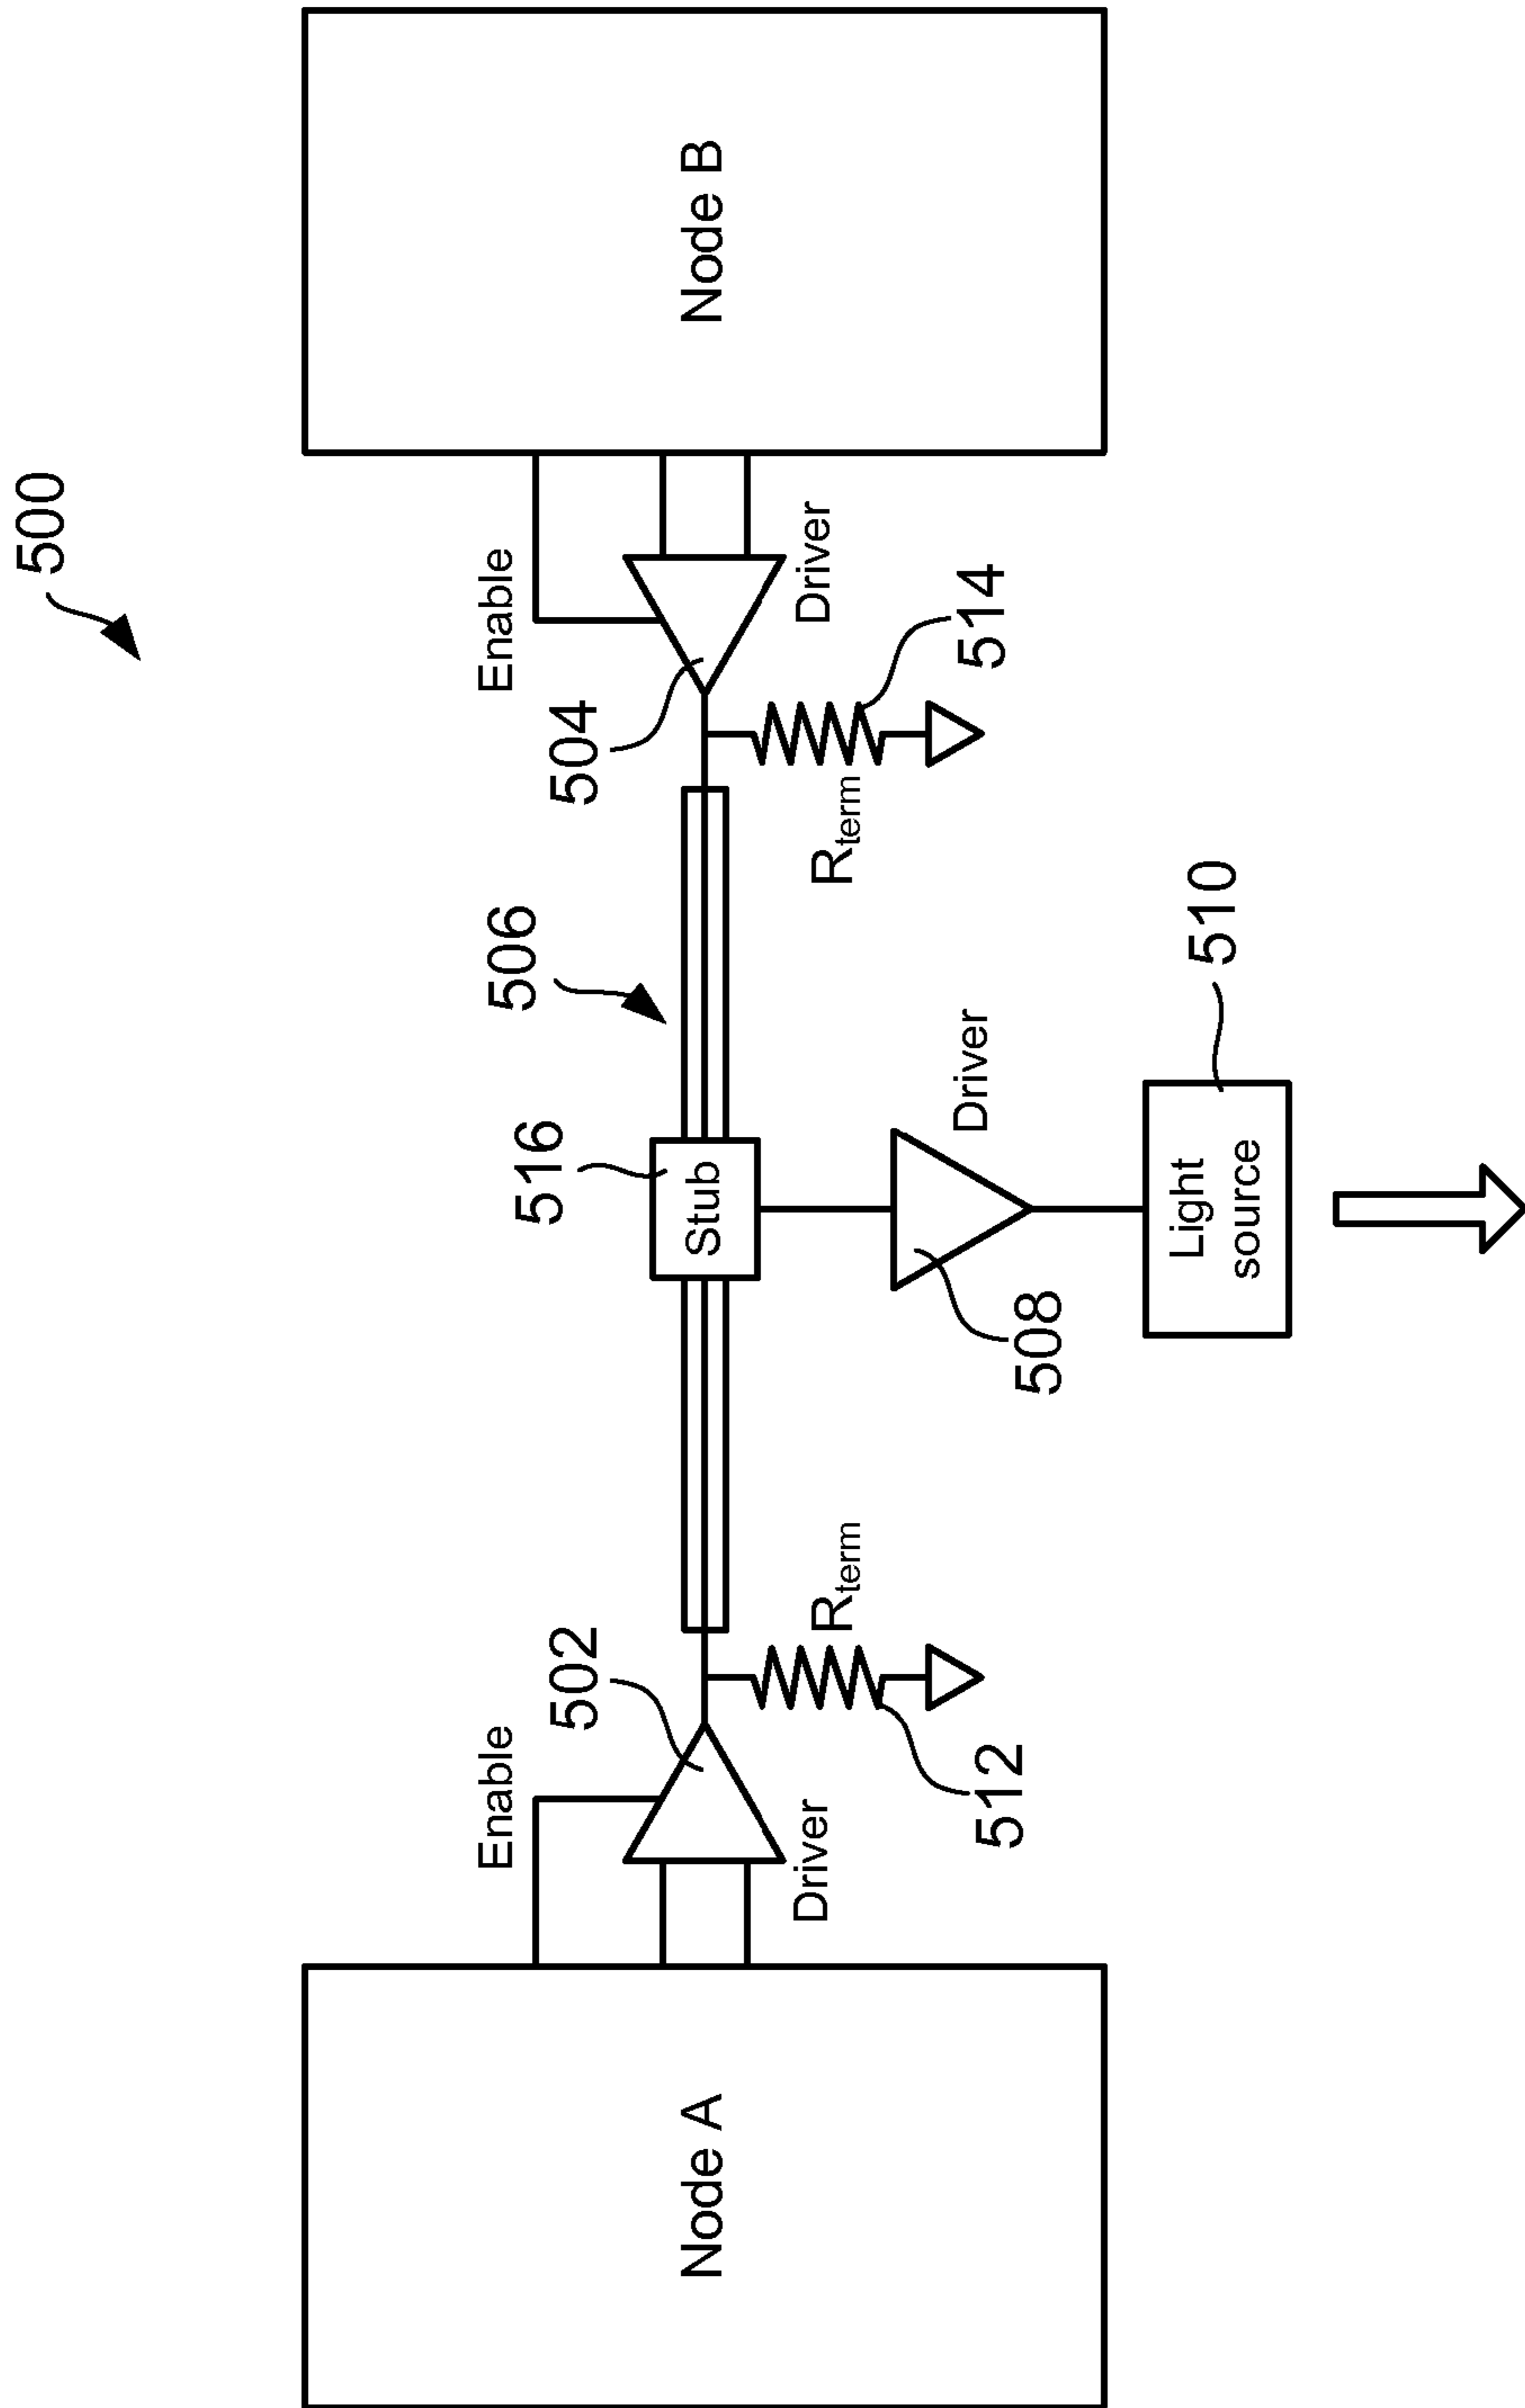 500
Enable
Enable
506
516
502
504
Node A
Stub
Node B
Driver
Driver
Rterm
Rterm
Driver
514
512
508
Light
source
510